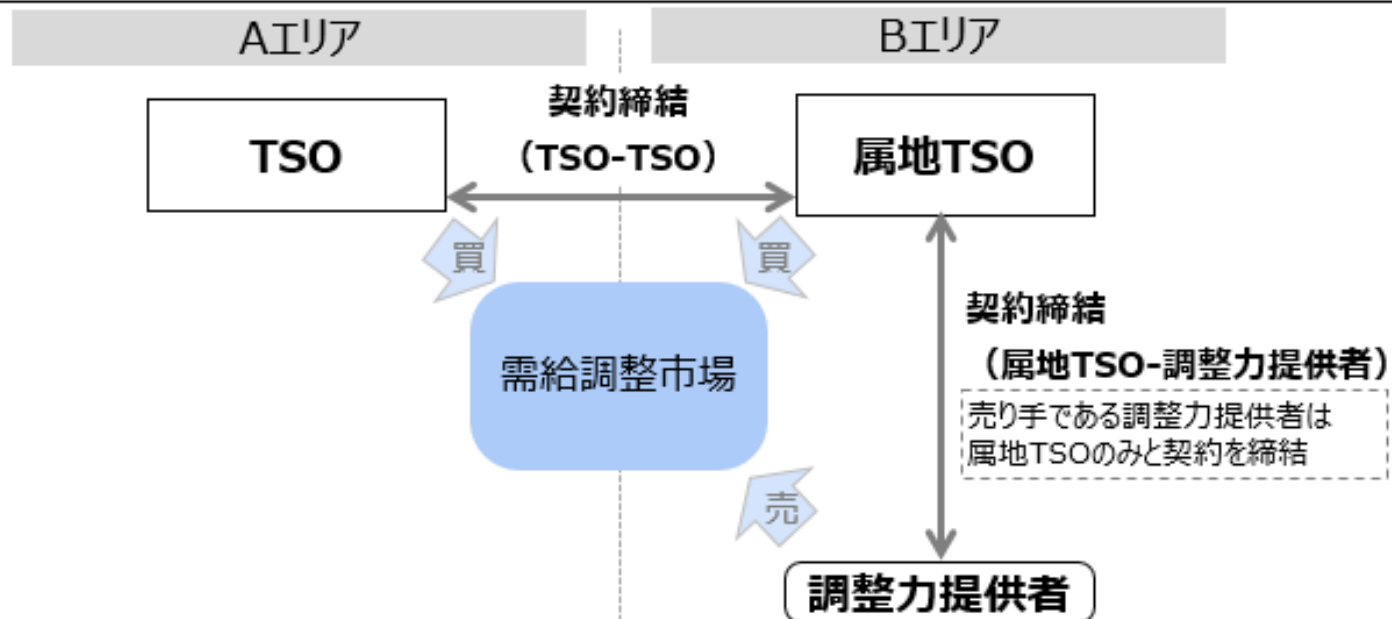 Aエリア
Bエリア
契約締結
（TSO-TSO）
TSO
属地TSO
買
買
需給調整市場
契約締結
（属地TSO-調整力提供者）
売り手である調整力提供者は
属地TSOのみと契約を締結
売
調整力提供者